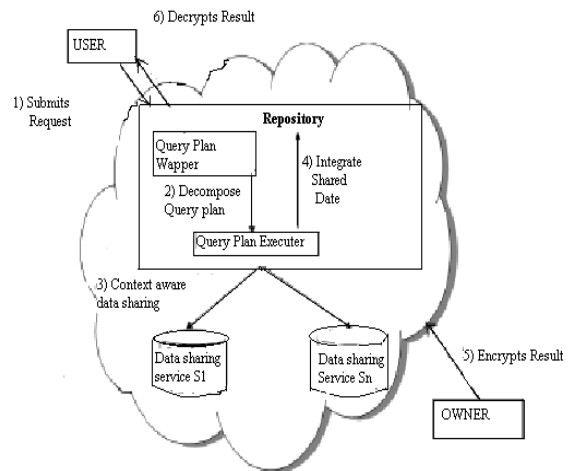 6) Decrypts Result
USER
1) Submits
Request
Repository
Query Plan
Wapper
4) Integrate
Shared
Date
2) Decompose
Query plan
Query Plan Executer
3) Context aware
data sharing
Data sharing
service S1
Data sharing
Service Sn
5) Encrypts Result
OWNER